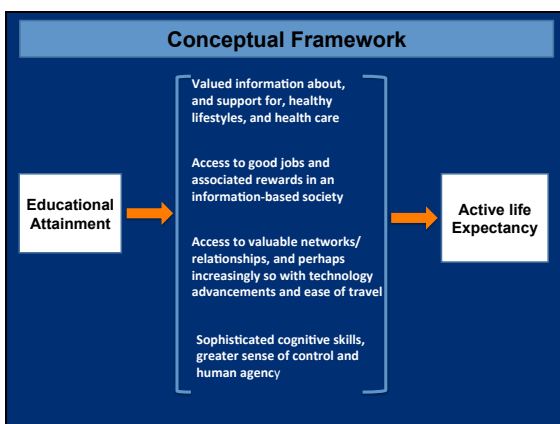 Conceptual Framework
Valued information about,
and support for, healthy
lifestyles, and health care
Access to good jobs and
associated rewards in an
information-based society
Educational
Attainment
Active life
Expectancy
Access to valuable networks/
relationships, and perhaps
increasingly so with technology
advancements and ease of travel
Sophisticated cognitive skills,
greater sense of control and
human agency